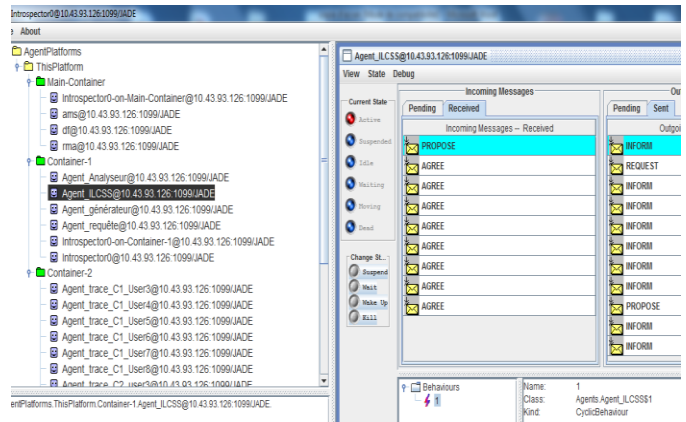 Introspector0@10.43.93.126:1099/JADE
About
AgentPlatforms
ThisPlatform
Main-Container
Introspector0-on-Main-Container@10.43.93.126:1099/JADE
ams@10.43.93.126:1099/JADE
df@10.43.93.126:1099/JADE
rma@10.43.93.126:1099/JADE
Container-1
Agent_Analyseur@10.43.93.126:1099/JADE
Agent_ILCSS@10.43.93.126:1099/JADE
Agent_générateur@10.43.93.126:1099/JADE
Agent_requête@10.43.93.126:1099/JADE
Introspector0-on-Container-1@10.43.93.126:1099/JADE
Introspector0@10.43.93.126:1099/JADE
Container-2
Agent_trace_C1_User3@10.43.93.126:1099/JADE
Agent_trace_C1_User4@10.43.93.126:1099/JADE
Agent_trace_C1_User5@10.43.93.126:1099/JADE
Agent_trace_C1_User6@10.43.93.126:1099/JADE
Agent_trace_C1_User7@10.43.93.126:1099/JADE
Agent_trace_C1_User8@10.43.93.126:1099/JADE
Agent_trace_C2_user3@10.43.93.126:1099/JADE
entPlatforms.ThisPlatform.Container-1.Agent_ILCSS@10.43.93.126:1099/JADE.
Agent_ILCSS@10.43.93.126:1099/JADE
View State Debug
Current State
Active
Suspended
Idle
Waiting
Moving
Dead
Change St...
Suspend
Wait
Wake Up
Kill
Incoming Messages
Pending Received
Incoming Messages -- Received
PROPOSE
AGREE
AGREE
AGREE
AGREE
AGREE
AGREE
AGREE
AGREE
Ou
Pending Sent
Outgoi
INFORM
REQUEST
INFORM
INFORM
INFORM
INFORM
INFORM
INFORM
PROPOSE
INFORM
INFORM
Behaviours
1
Name: 1
Class: Agents.Agent_ILCSS$1
Kind: CyclicBehaviour